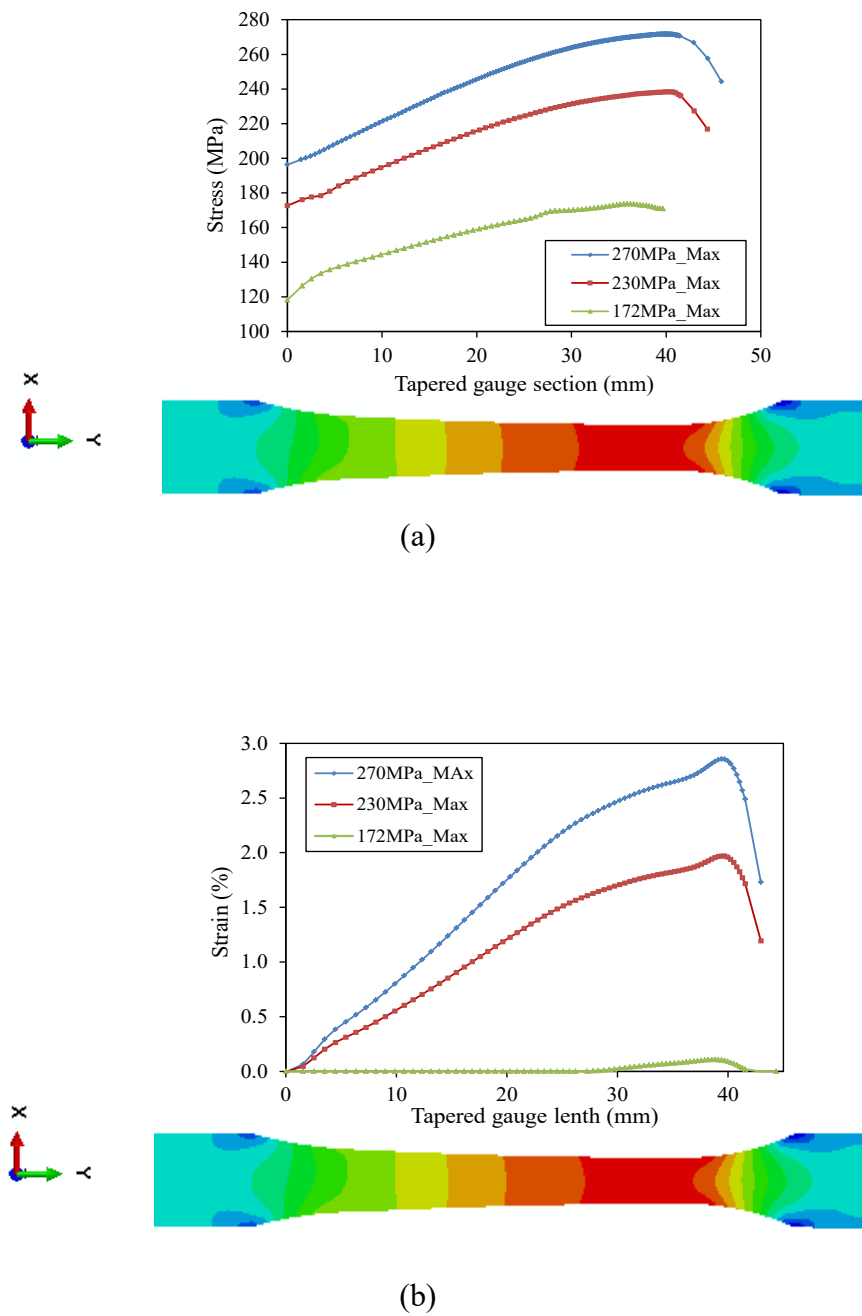 280
260
240
220
200
180
160
140
120
100
Stress (MPa)
270MPa_Max
230MPa_Max
172MPa_Max
0 10 20 30 40 50
Tapered gauge section (mm)
X
Y
(a)
3.0
2.5
2.0
1.5
1.0
0.5
0.0
Strain (%)
270MPa_MAx
230MPa_Max
172MPa_Max
0 10 20 30 40
Tapered gauge lenth (mm)
X
Y
(b)